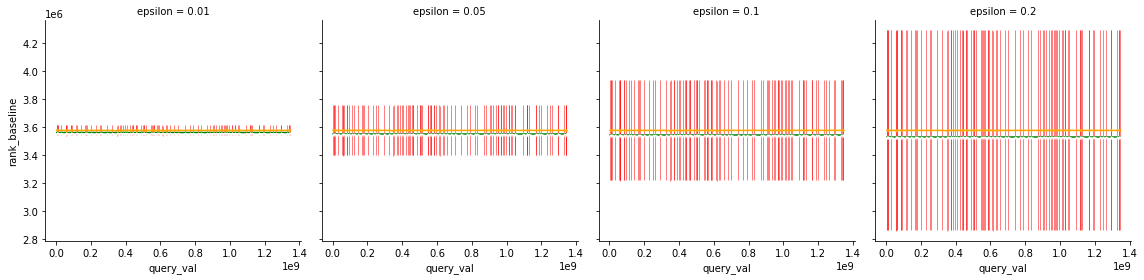 1e6
epsilon = 0.01
epsilon = 0.05
epsilon = 0.1
epsilon = 0.2
4.2
4.0
3.8
3.6
3.4
3.2
3.0
2.8
rank_baseline
0.0 0.2 0.4 0.6 0.8 1.0 1.2 1.4
query_val
1e9
0.0 0.2 0.4 0.6 0.8 1.0 1.2 1.4
query_val
1e9
0.0 0.2 0.4 0.6 0.8 1.0 1.2 1.4
query_val
1e9
0.0 0.2 0.4 0.6 0.8 1.0 1.2 1.4
query_val
1e9